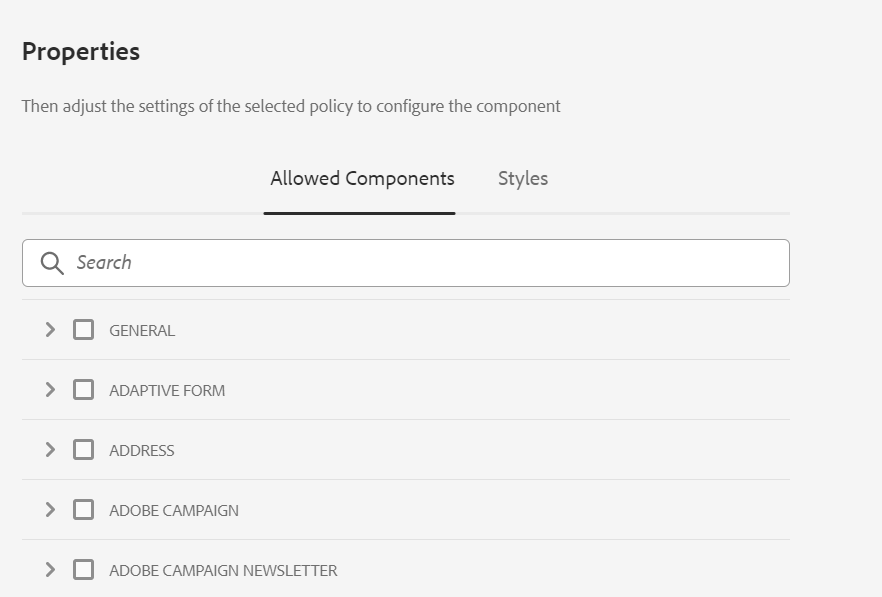 Properties
Then adjust the settings of the selected policy to configure the component
Allowed Components Styles
Search
GENERAL
ADAPTIVE FORM
ADDRESS
ADOBE CAMPAIGN
ADOBE CAMPAIGN NEWSLETTER